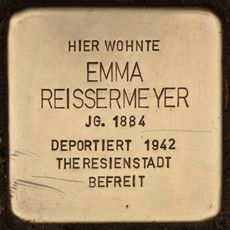 HIER WOHNTE
EMMA
REISSERMEYER
JG. 1884
DEPORTIERT 1942
THERESIENSTADT
BEFREIT